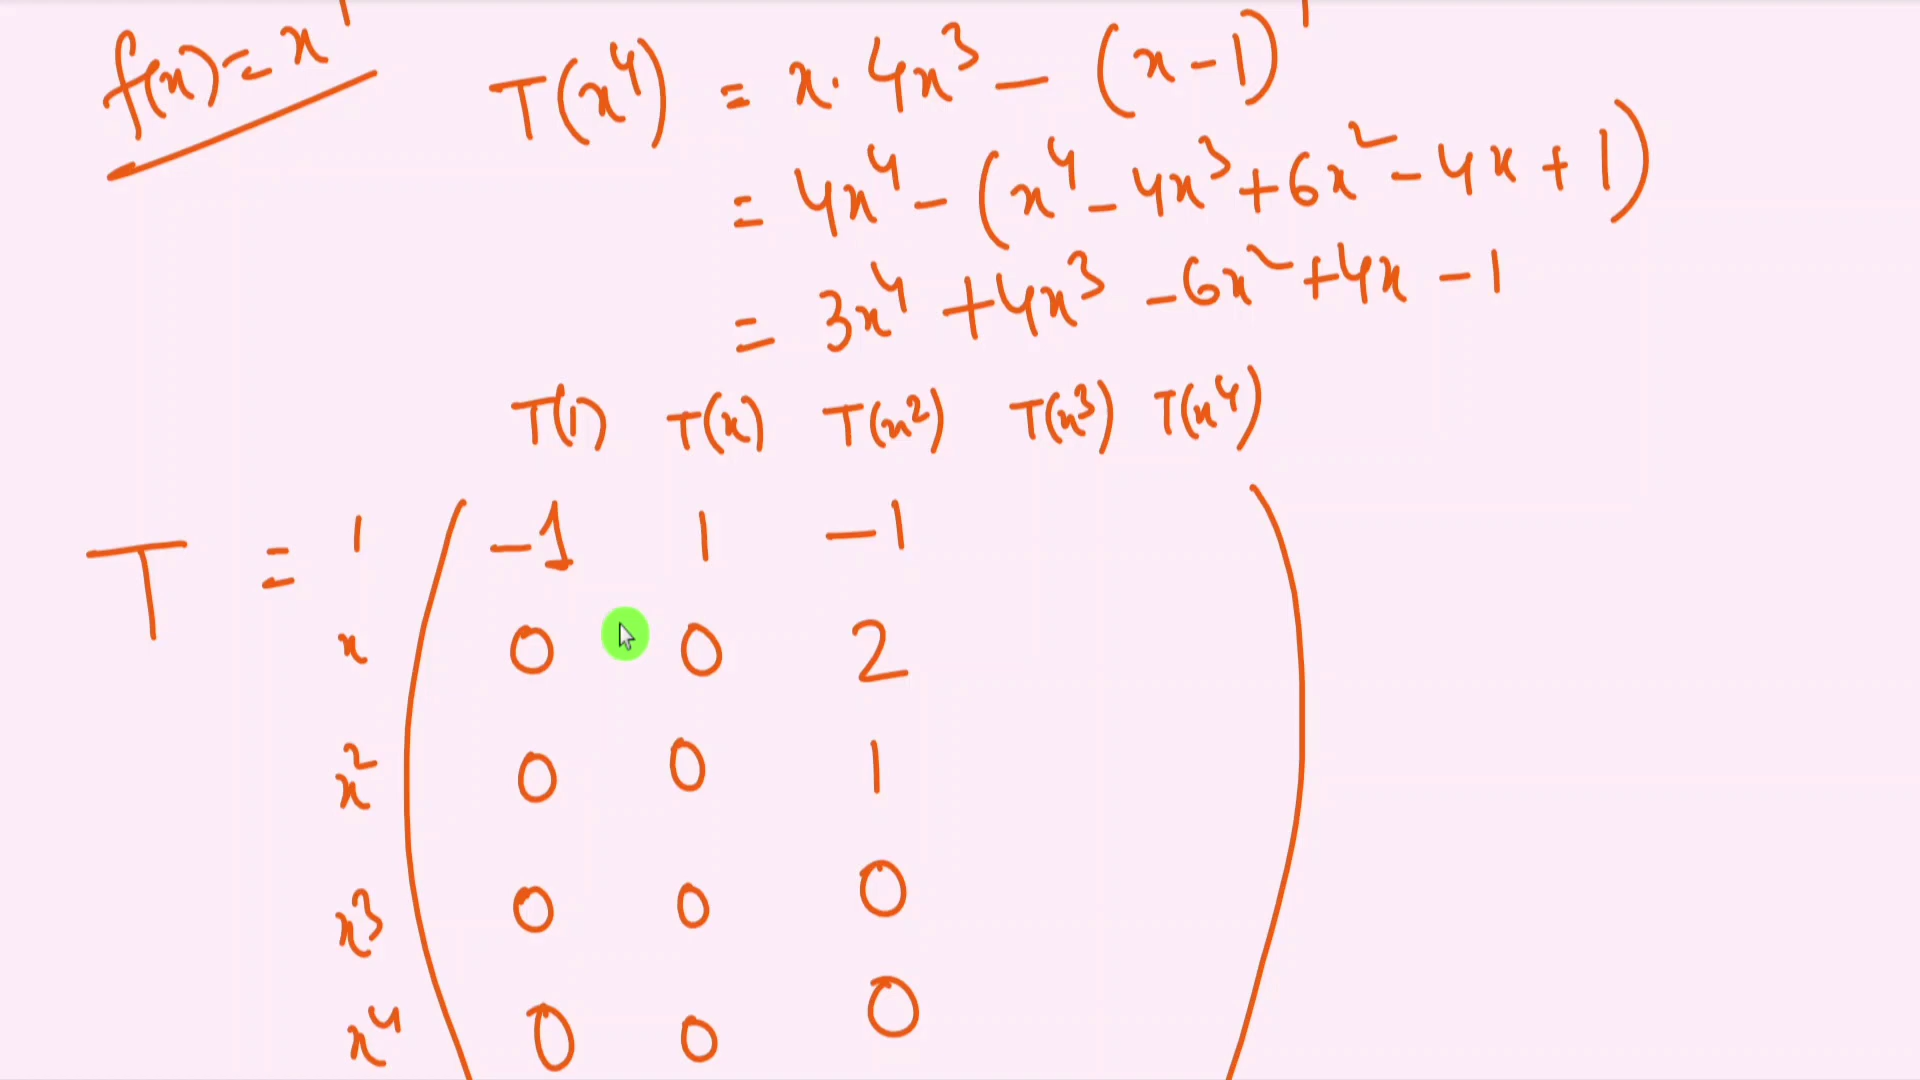 f(x) = x
T(x⁴) = x · 4x³ − (x − 1)
= 4x⁴ − (x⁴ − 4x³ + 6x² − 4x + 1)
= 3x⁴ + 4x³ − 6x² + 4x − 1
T(1) T(x) T(x²) T(x³) T(x⁴)
T = 1 −1 1 −1
x 0 0 2
x² 0 0 1
x³ 0 0 0
x⁴ 0 0 0